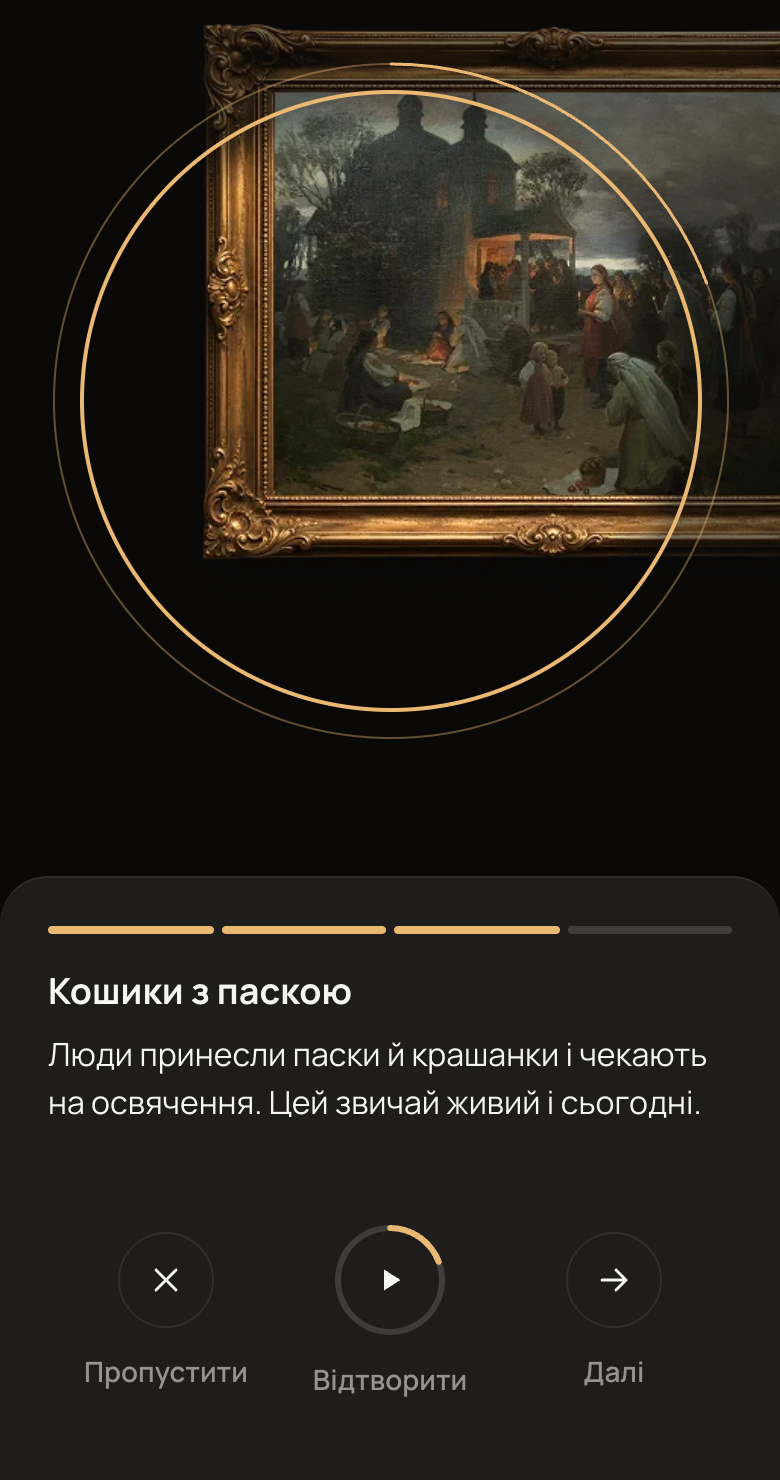 Кошики з паскою
Люди принесли паски й крашанки і чекають
на освячення. Цей звичай живий і сьогодні.
Пропустити
Відтворити
Далі